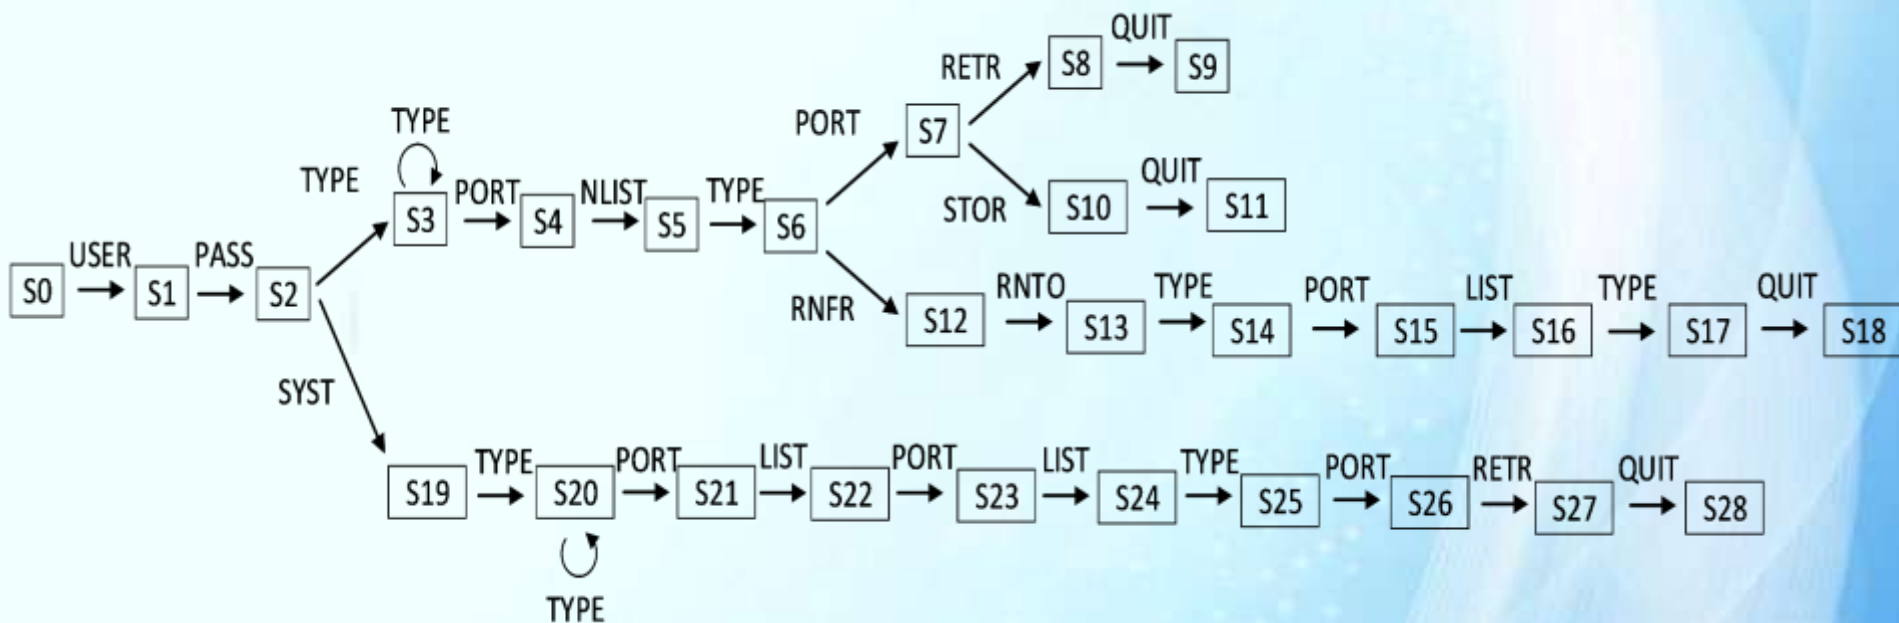 QUIT
RETR S8 S9
TYPE PORT S7
TYPE PORT NLIST TYPE QUIT
S3 S4 S5 S6 STOR S10 S11
USER PASS RNTO TYPE PORT LIST TYPE QUIT
S0 S1 S2 RNFR S12 S13 S14 S15 S16 S17 S18
SYST
TYPE PORT LIST PORT LIST TYPE PORT RETR QUIT
S19 S20 S21 S22 S23 S24 S25 S26 S27 S28
TYPE